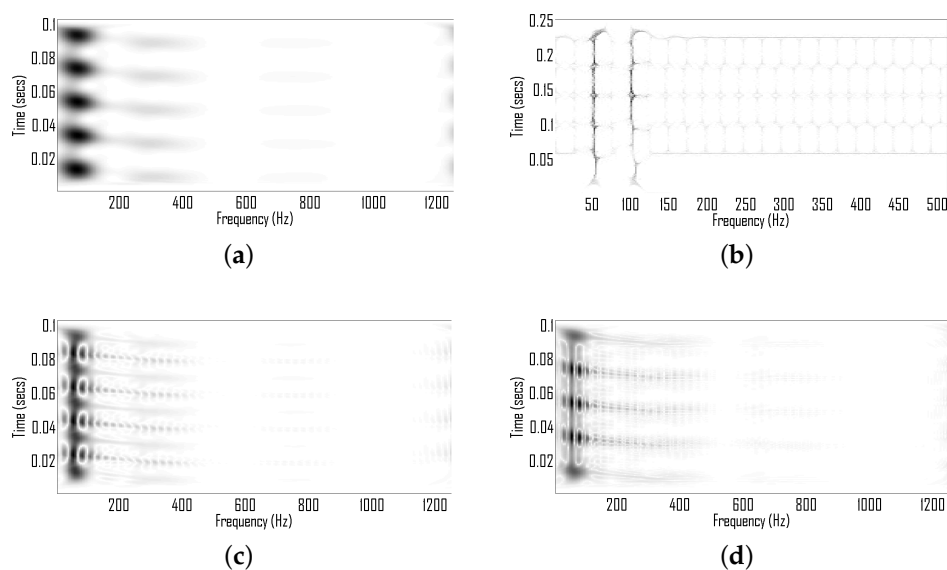 0.1
0.08
0.06
0.04
0.02
Time (secs)
200 400 600 800 1000 1200
Frequency (Hz)
(a)
0.25
0.2
0.15
0.1
0.05
Time (secs)
50 100 150 200 250 300 350 400 450 500
Frequency (Hz)
(b)
0.1
0.08
0.06
0.04
0.02
Time (secs)
200 400 600 800 1000 1200
Frequency (Hz)
(c)
0.1
0.08
0.06
0.04
0.02
Time (secs)
200 400 600 800 1000 1200
Frequency (Hz)
(d)